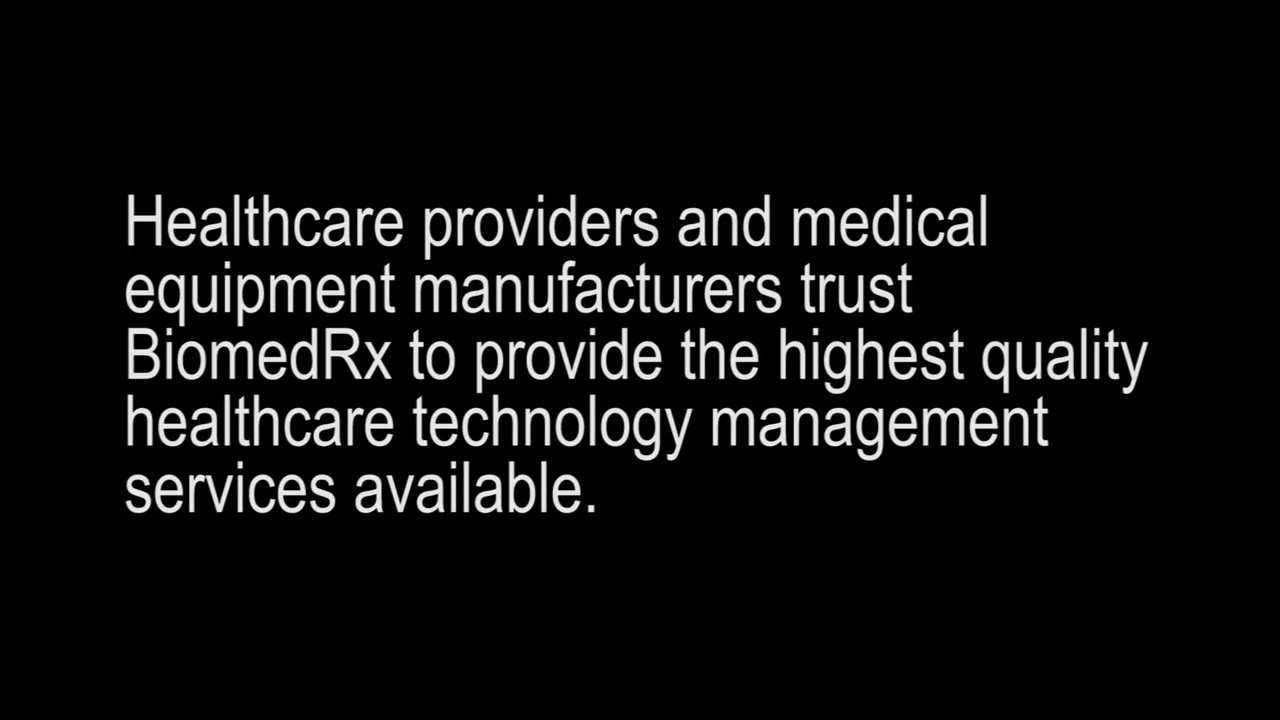 Healthcare providers and medical
equipment manufacturers trust
BiomedRx to provide the highest quality
healthcare technology management
services available.